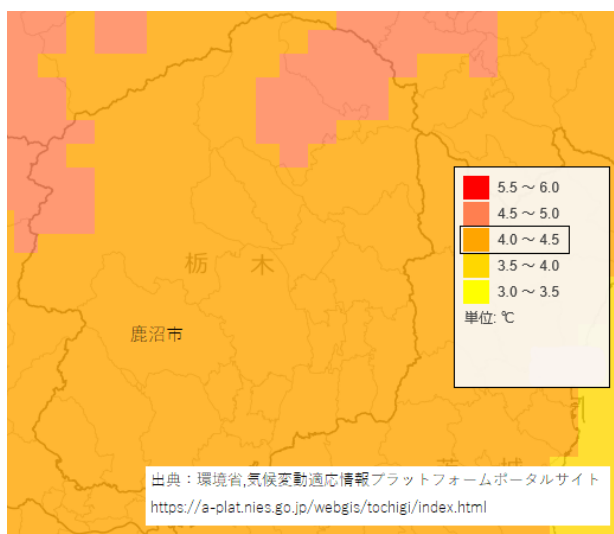 栃 木
鹿沼市
5.5 ～ 6.0
4.5 ～ 5.0
4.0 ～ 4.5
3.5 ～ 4.0
3.0 ～ 3.5
単位: ℃
出典：環境省,気候変動適応情報プラットフォームポータルサイト
https://a-plat.nies.go.jp/webgis/tochigi/index.html